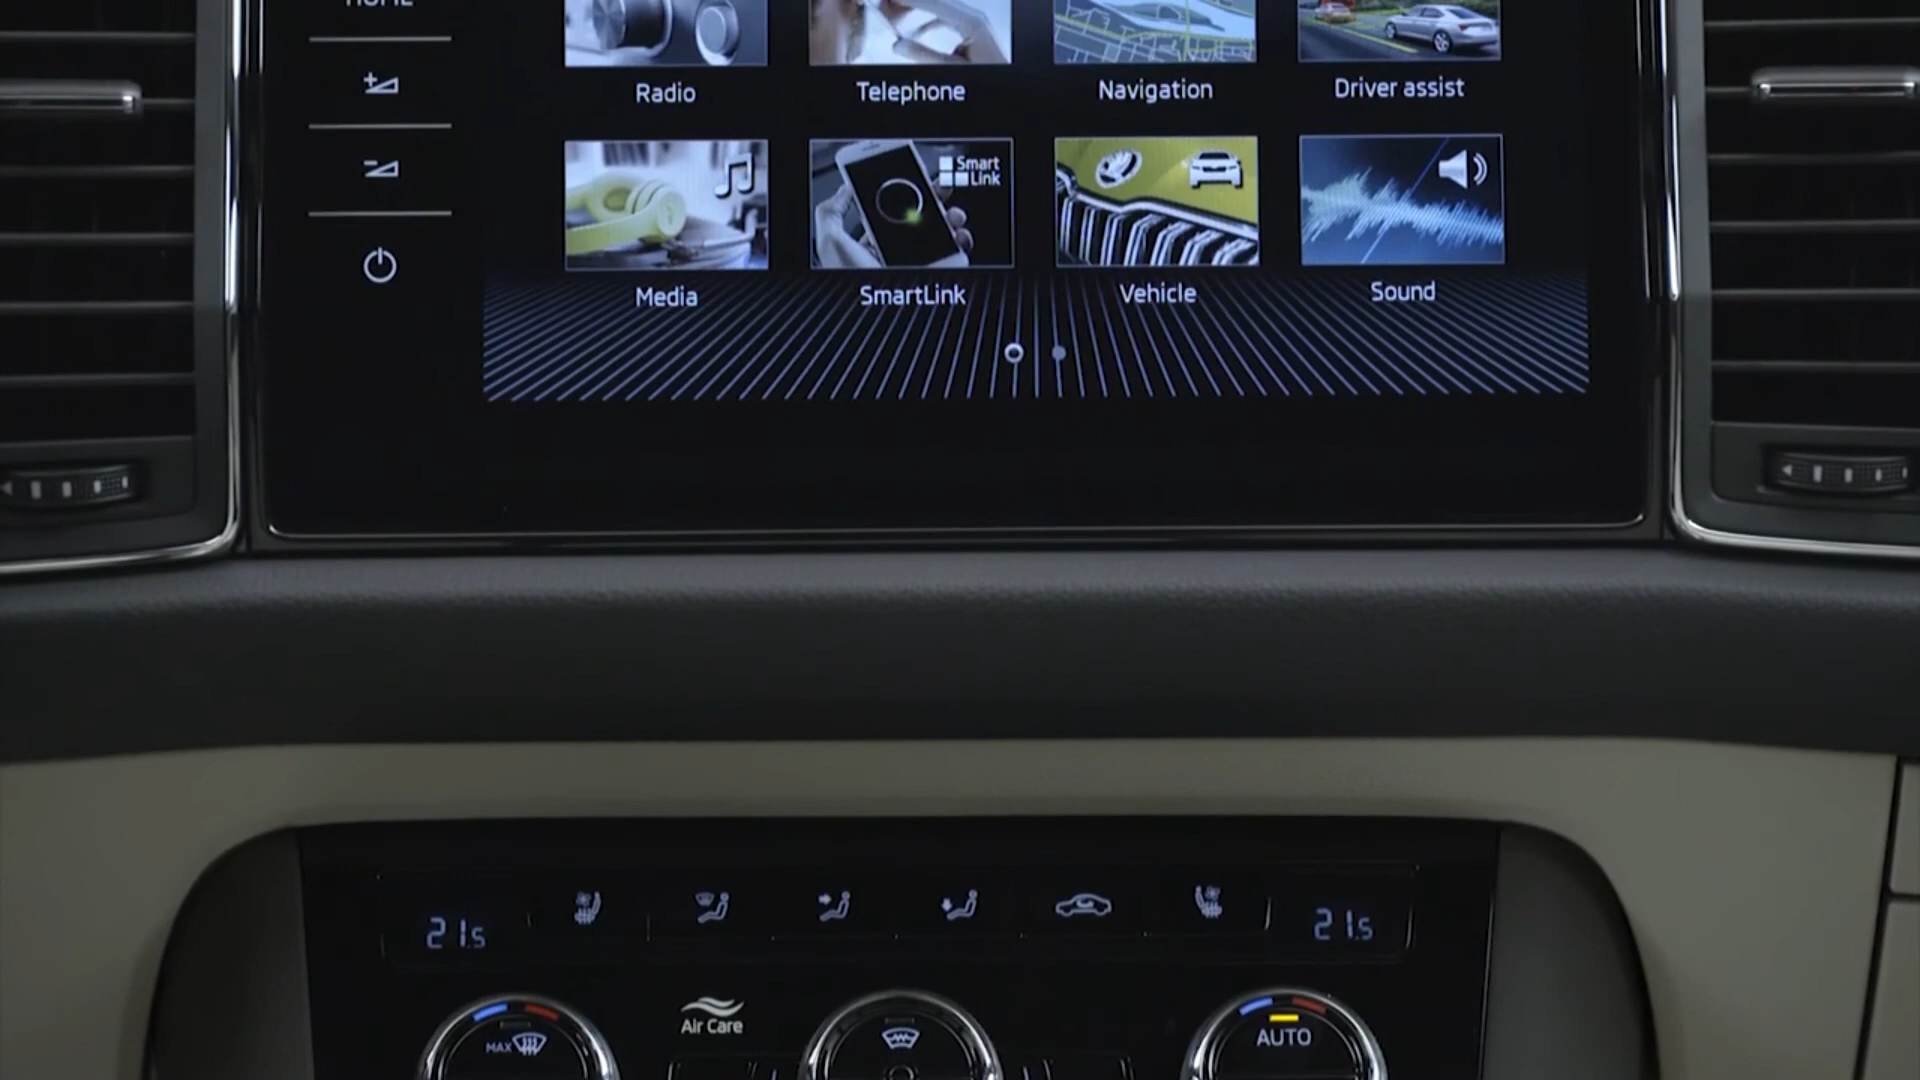 HOME
Radio
Telephone
Navigation
Driver assist
Smart
Link
Media
SmartLink
Vehicle
Sound
21.5
21.5
MAX
Air Care
AUTO